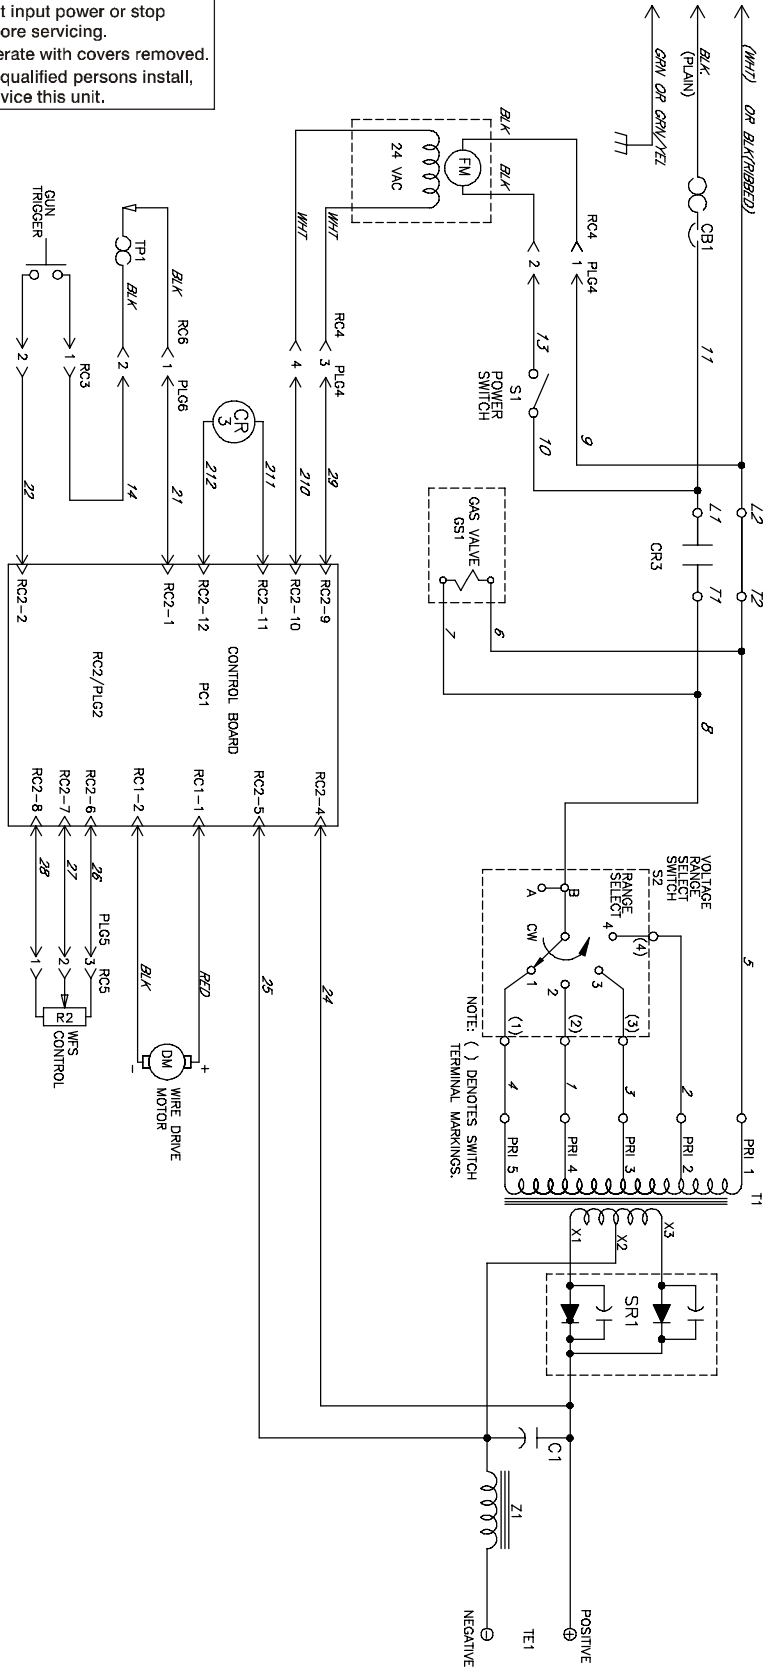 t input power or stop
ore servicing.
erate with covers removed.
qualified persons install,
vice this unit.
GRN OR GRN/YEL
BLK.
(PLAIN)
(WHT) OR BLK(RIBBED)
CB1
11
BLK
BLK
FM
24 VAC
WHT
WHT
RC4
1
PLG4
2
RC4
3
PLG4
4
13
S1
POWER
SWITCH
10
9
GUN
TRIGGER
TP1
BLK
BLK
RC6
1
PLG6
2
1
RC3
2
CR
3
22
14
21
212
211
210
29
GAS VALVE
GS1
7
6
L1
L2
CR3
T1
T2
8
5
RC2-2
RC2-1
RC2-12
RC2-11
RC2-10
RC2-9
CONTROL BOARD
PC1
RC2/PLG2
RC2-8
RC2-7
RC2-6
RC1-2
RC1-1
RC2-5
RC2-4
28
27
26
PLG5
1
2
3
RC5
R2
WFS
CONTROL
BLK
RED
DM
+
-
WIRE DRIVE
MOTOR
25
24
VOLTAGE
RANGE
SELECT
SWITCH
S2
RANGE
SELECT
A
B
CW
4
(4)
1
2
3
(1)
(2)
(3)
NOTE: ( ) DENOTES SWITCH
TERMINAL MARKINGS.
4
1
3
2
PRI 5
PRI 4
PRI 3
PRI 2
PRI 1
T1
X1
X2
X3
SR1
C1
Z1
NEGATIVE
TE1
POSITIVE